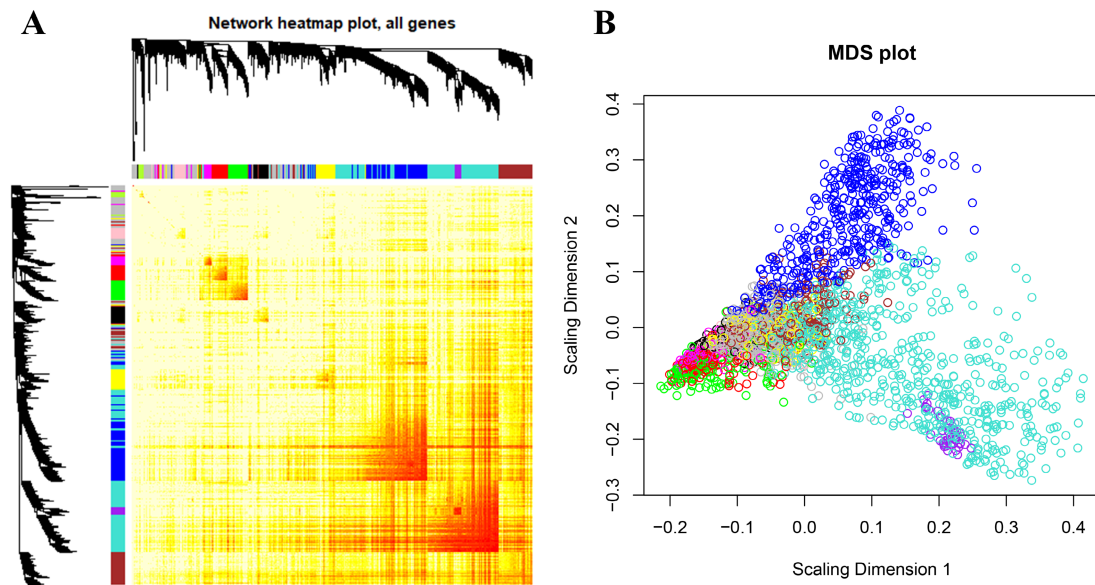 A
Network heatmap plot, all genes
B
MDS plot
Scaling Dimension 2
0.4
0.3
0.2
0.1
0.0
−0.1
−0.2
−0.3
−0.2 −0.1 0.0 0.1 0.2 0.3 0.4
Scaling Dimension 1